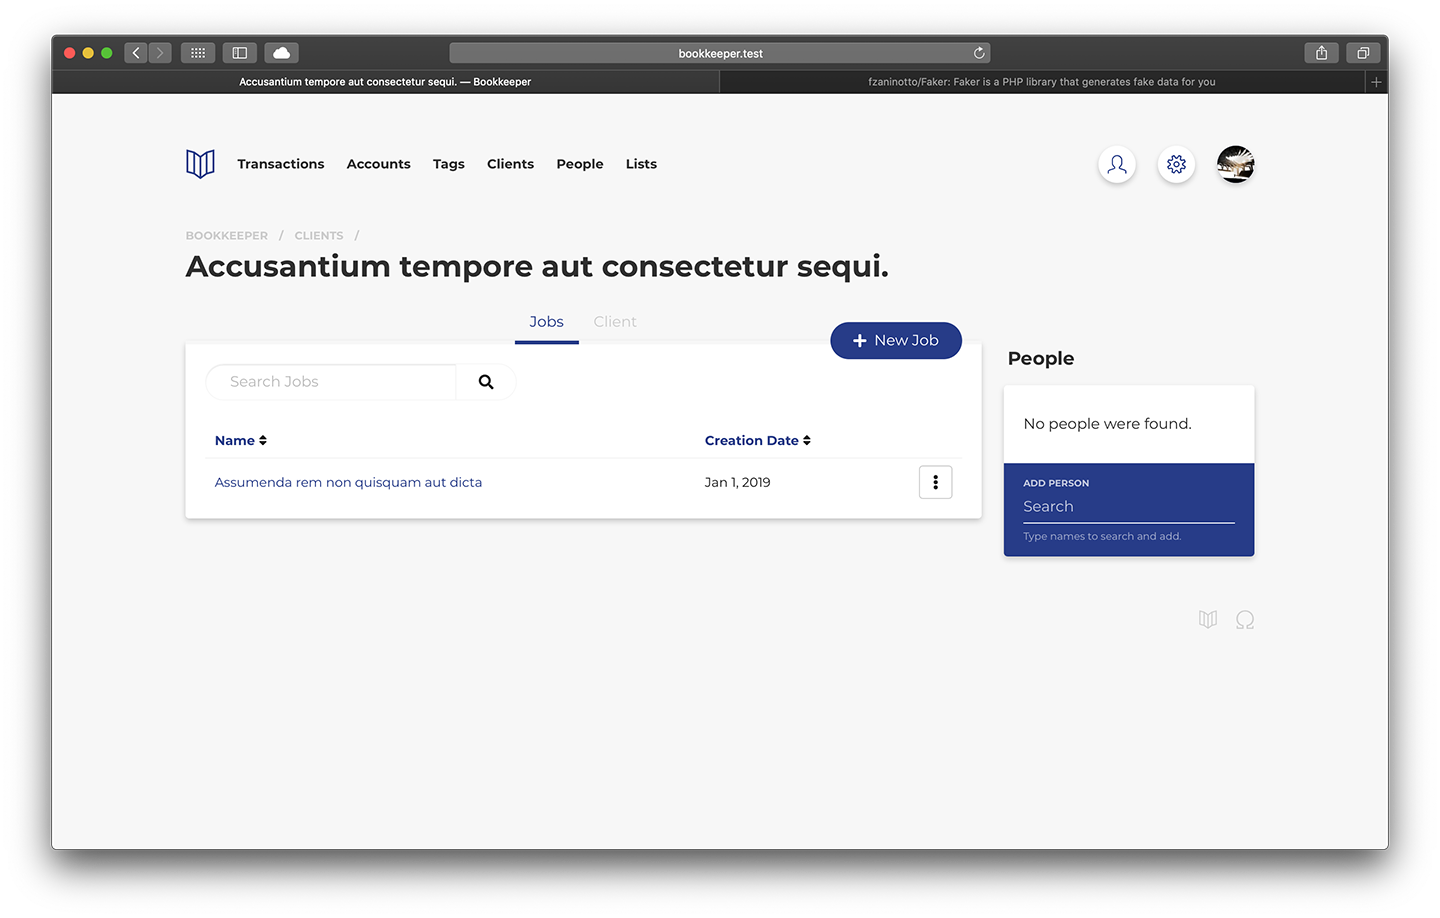 bookkeeper.test
Accusantium tempore aut consectetur sequi. — Bookkeeper
fzaninotto/Faker: Faker is a PHP library that generates fake data for you
Transactions Accounts Tags Clients People Lists
BOOKKEEPER / CLIENTS /
Accusantium tempore aut consectetur sequi.
Jobs Client
+ New Job
Search Jobs
Name Creation Date
Assumenda rem non quisquam aut dicta Jan 1, 2019
People
No people were found.
ADD PERSON
Search
Type names to search and add.